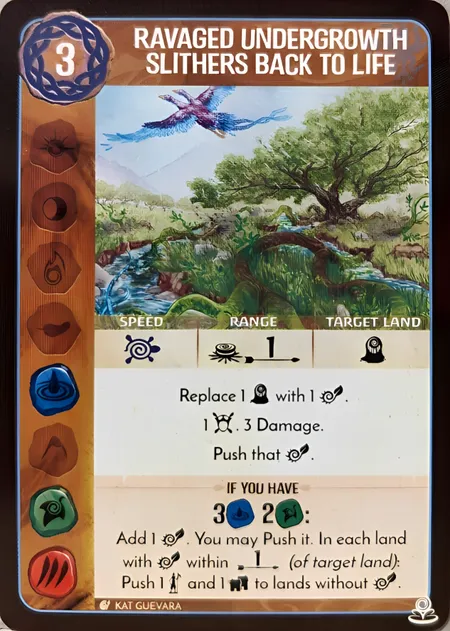 3
RAVAGED UNDERGROWTH
SLITHERS BACK TO LIFE
SPEED RANGE TARGET LAND
1
Replace 1 with 1 .
1 . 3 Damage.
Push that .
IF YOU HAVE
3 2 :
Add 1 . You may Push it. In each land
with within 1 (of target land):
Push 1 and 1 to lands without .
KAT GUEVARA